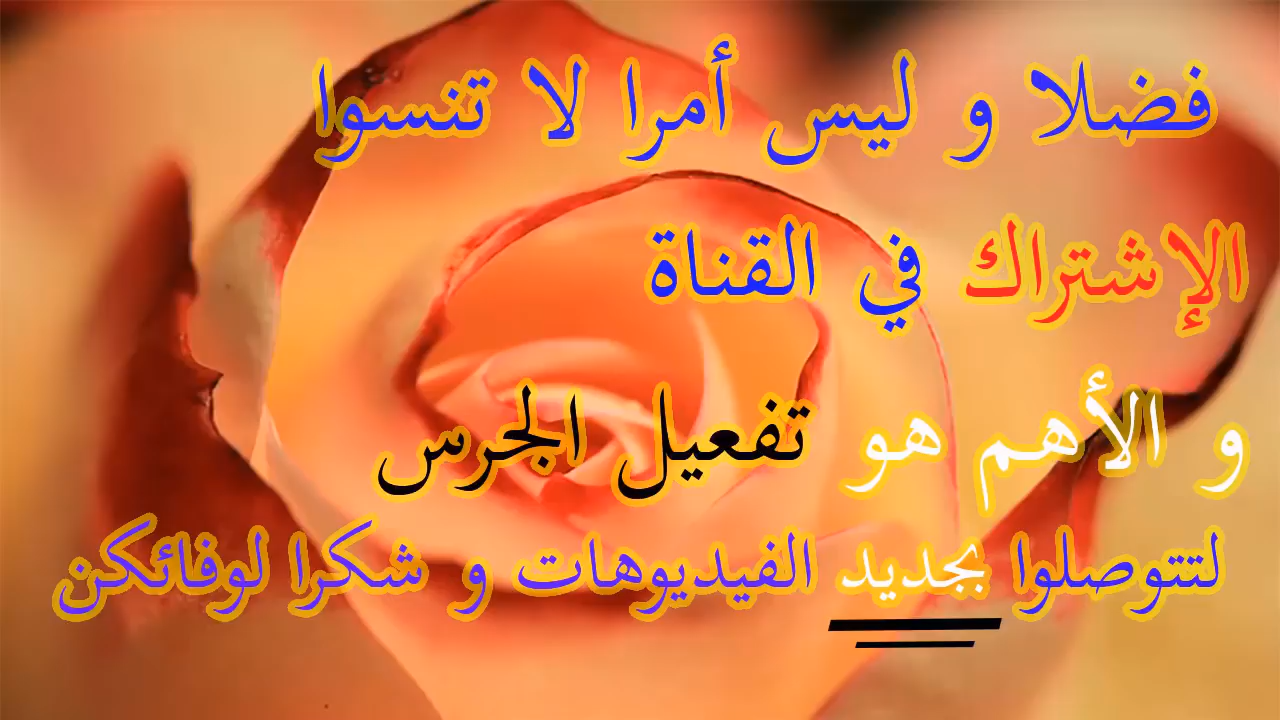 فضلا و ليس أمرا لا تنسوا
الإشتراك في القناة
و الأهم هو تفعيل الجرس
لتتوصلوا بجديد الفيديوهات و شكرا لوفائكن